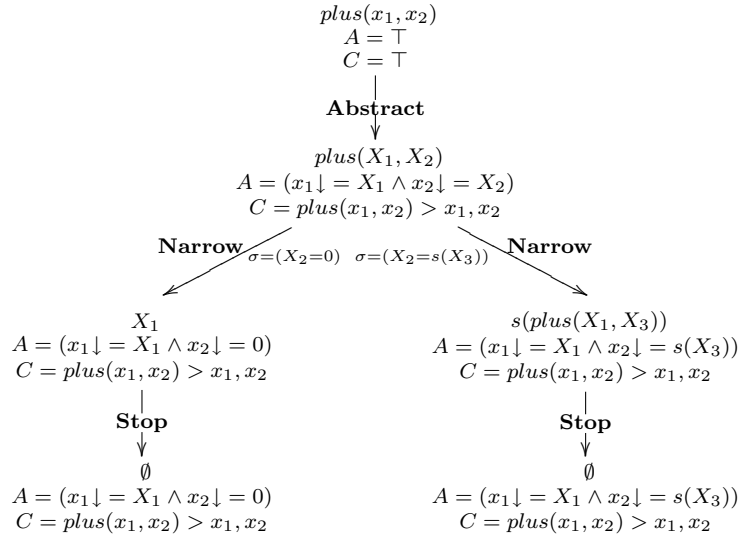 plus(x₁, x₂)
A = ⊤
C = ⊤
Abstract
plus(X₁, X₂)
A = (x₁↓ = X₁ ∧ x₂↓ = X₂)
C = plus(x₁, x₂) > x₁, x₂
Narrow σ=(X₂=0) σ=(X₂=s(X₃)) Narrow
X₁
A = (x₁↓ = X₁ ∧ x₂↓ = 0)
C = plus(x₁, x₂) > x₁, x₂
Stop
∅
A = (x₁↓ = X₁ ∧ x₂↓ = 0)
C = plus(x₁, x₂) > x₁, x₂
s(plus(X₁, X₃))
A = (x₁↓ = X₁ ∧ x₂↓ = s(X₃))
C = plus(x₁, x₂) > x₁, x₂
Stop
∅
A = (x₁↓ = X₁ ∧ x₂↓ = s(X₃))
C = plus(x₁, x₂) > x₁, x₂